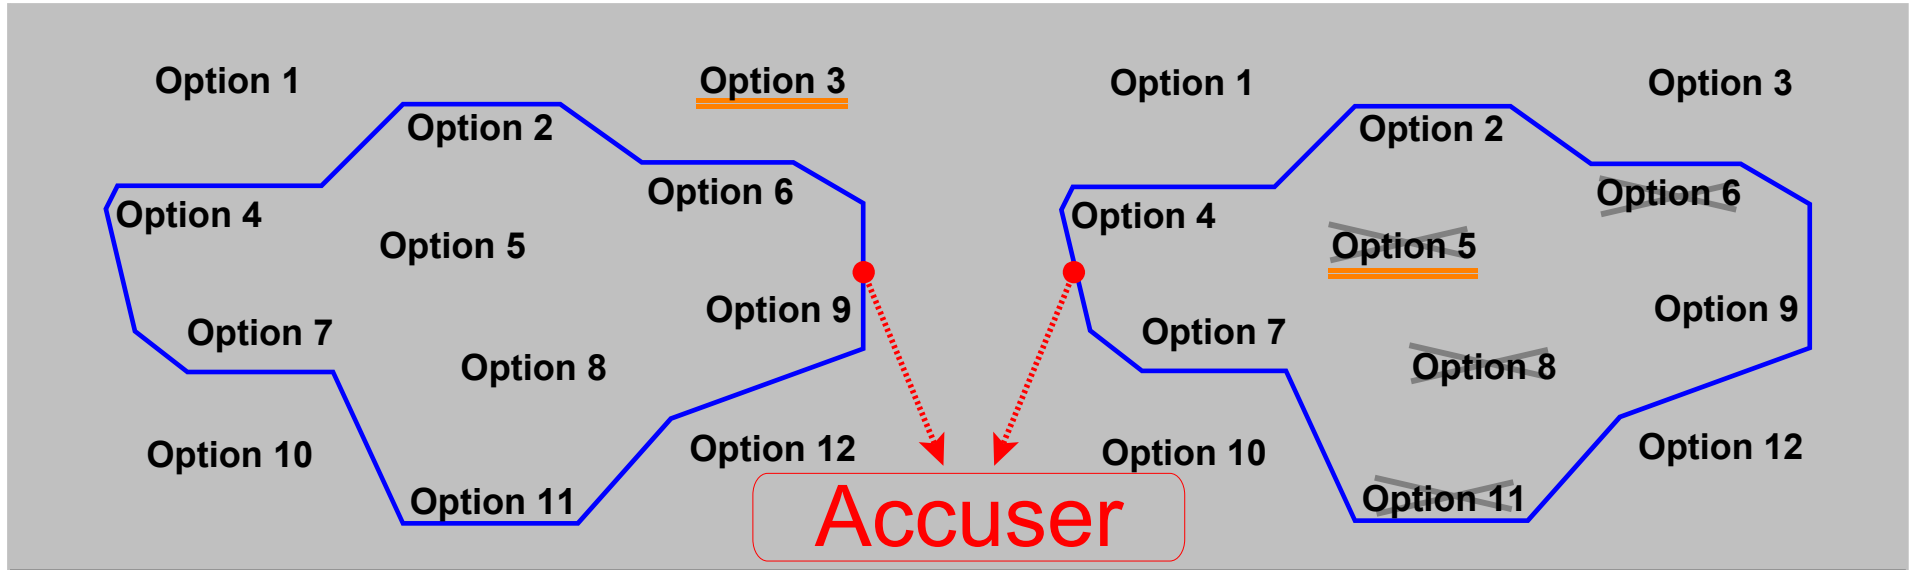 Option 1
Option 3
Option 2
Option 6
Option 4
Option 5
Option 9
Option 7
Option 8
Option 12
Option 10
Option 11
Option 1
Option 3
Option 2
Option 6
Option 4
Option 5
Option 9
Option 7
Option 8
Option 12
Option 10
Option 11
Accuser